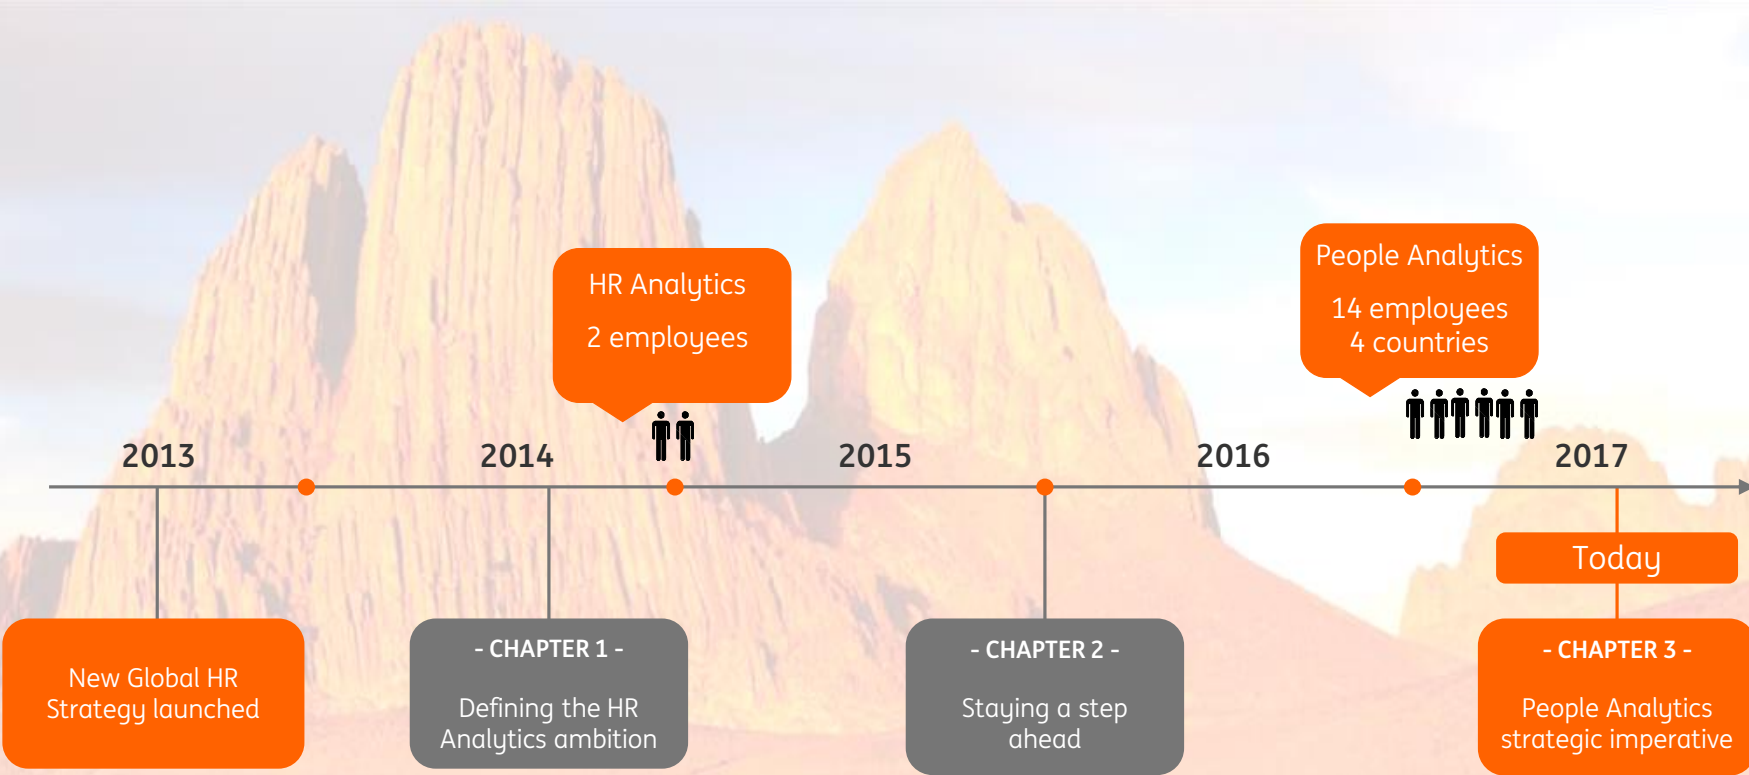 HR Analytics
2 employees
People Analytics
14 employees
4 countries
2013
2014
2015
2016
2017
Today
New Global HR
Strategy launched
- CHAPTER 1 -
Defining the HR
Analytics ambition
- CHAPTER 2 -
Staying a step
ahead
- CHAPTER 3 -
People Analytics
strategic imperative